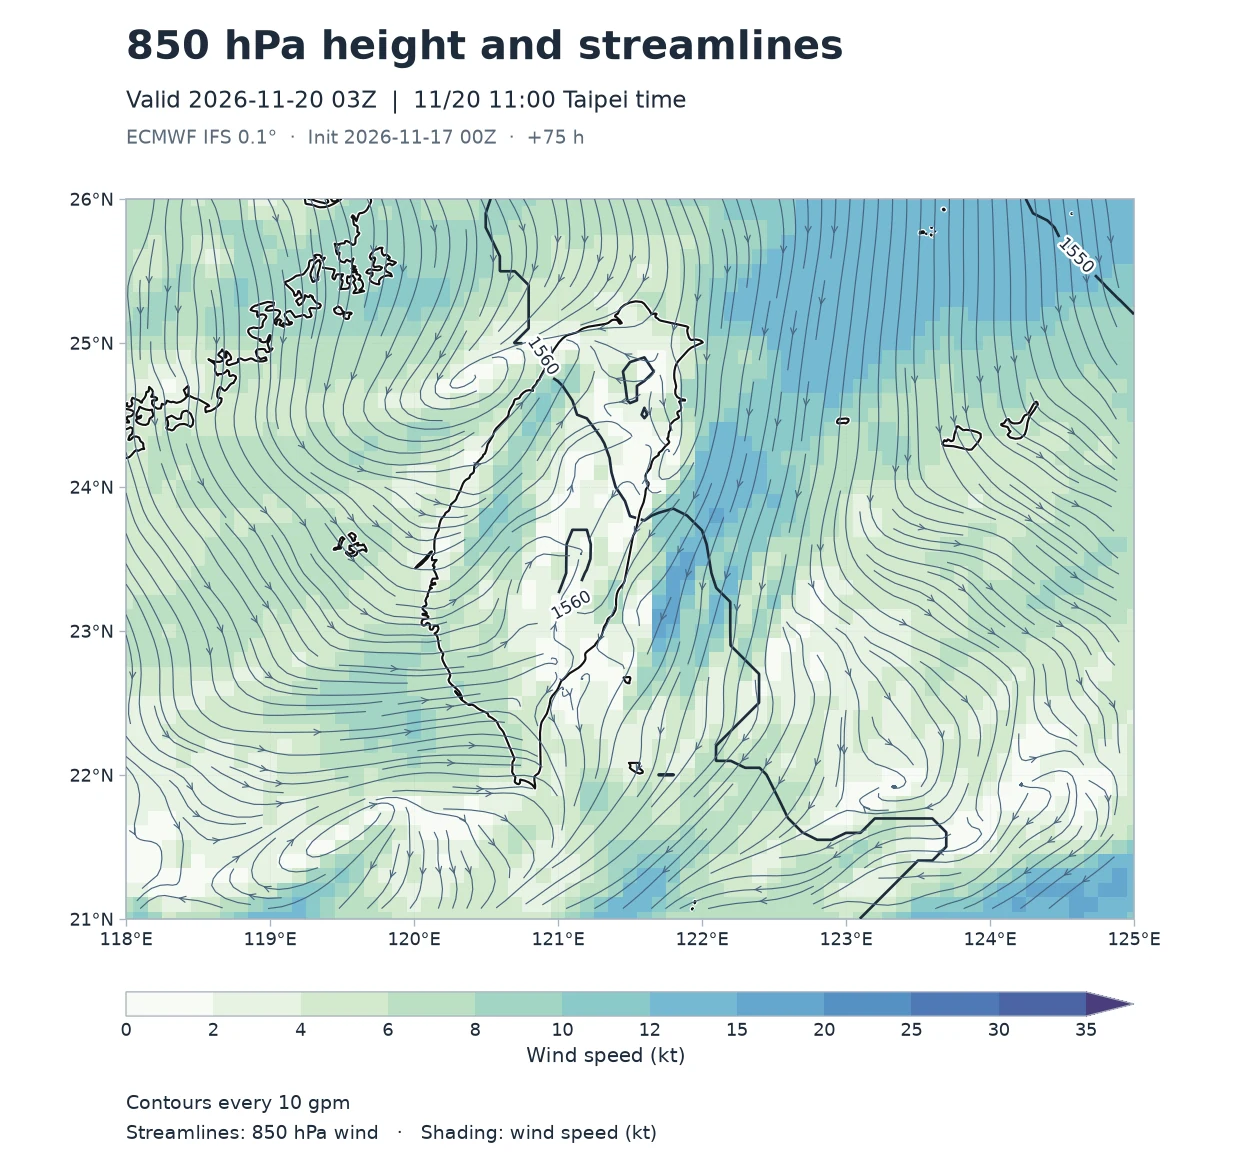 850 hPa height and streamlines
Valid 2026-11-20 03Z | 11/20 11:00 Taipei time
ECMWF IFS 0.1° · Init 2026-11-17 00Z · +75 h
26°N
1550
25°N
1560
24°N
1560
23°N
22°N
21°N
118°E 119°E 120°E 121°E 122°E 123°E 124°E 125°E
0 2 4 6 8 10 12 15 20 25 30 35
Wind speed (kt)
Contours every 10 gpm
Streamlines: 850 hPa wind · Shading: wind speed (kt)